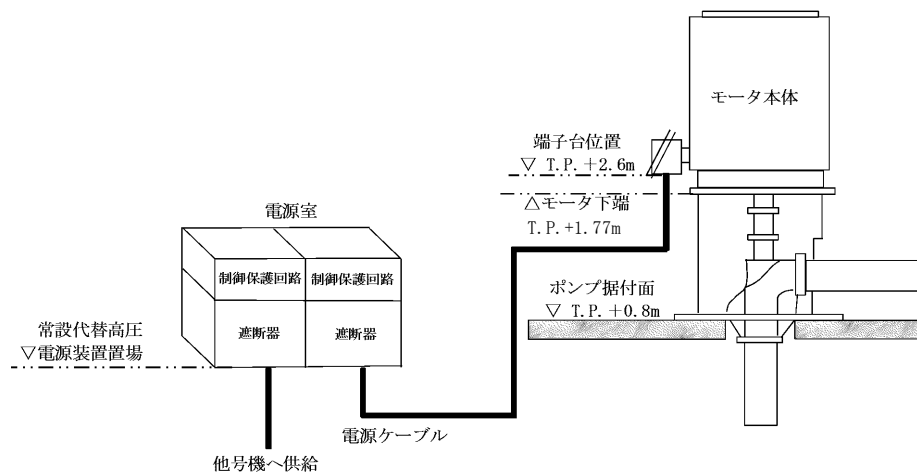 モータ本体
端子台位置
▽ T.P.＋2.6m
△モータ下端
T.P.+1.77m
電源室
制御保護回路
制御保護回路
ポンプ据付面
▽ T.P.＋0.8m
遮断器
遮断器
常設代替高圧
▽電源装置置場
電源ケーブル
他号機へ供給